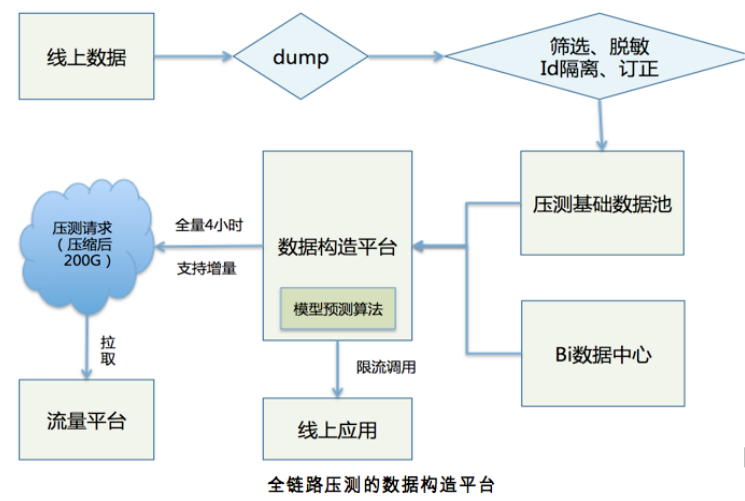 线上数据
dump
筛选、脱敏
Id隔离、订正
压测基础数据池
压测请求
（压缩后
200G）
全量4小时
支持增量
数据构造平台
模型预测算法
Bi数据中心
拉
取
限流调用
流量平台
线上应用
全链路压测的数据构造平台